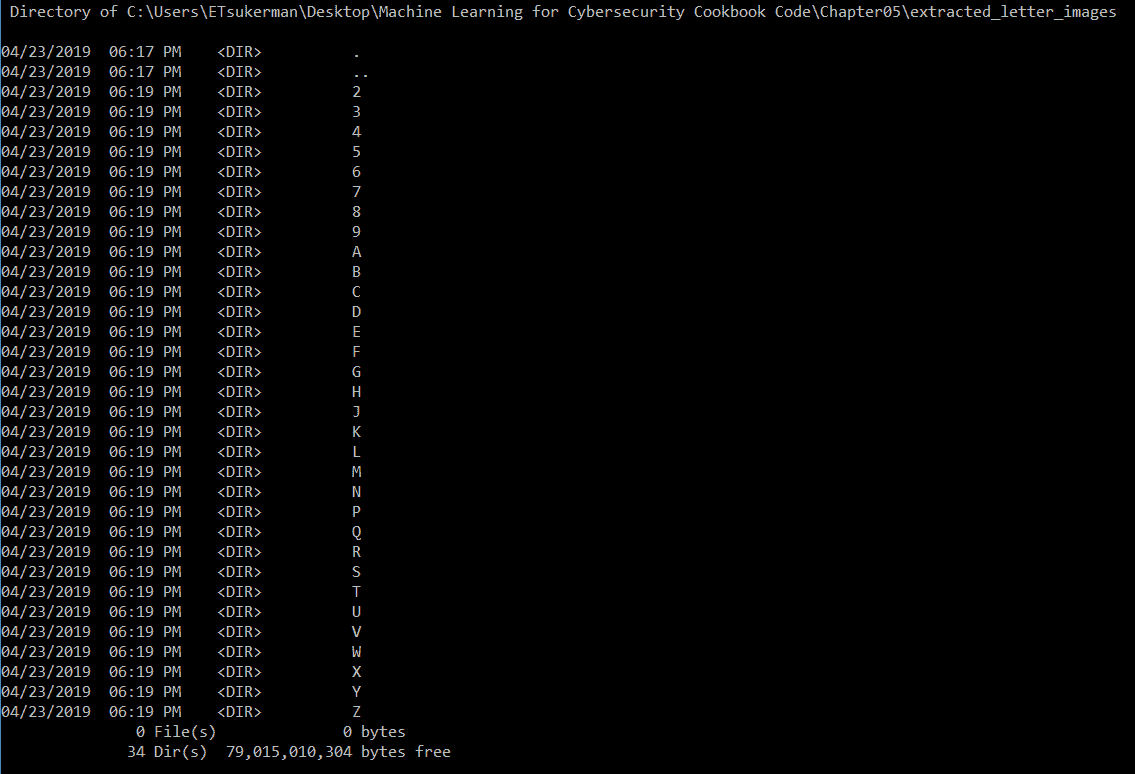 Directory of C:\Users\ETsukerman\Desktop\Machine Learning for Cybersecurity Cookbook Code\Chapter05\extracted_letter_images
04/23/2019  06:17 PM    <DIR>          .
04/23/2019  06:17 PM    <DIR>          ..
04/23/2019  06:19 PM    <DIR>          2
04/23/2019  06:19 PM    <DIR>          3
04/23/2019  06:19 PM    <DIR>          4
04/23/2019  06:19 PM    <DIR>          5
04/23/2019  06:19 PM    <DIR>          6
04/23/2019  06:19 PM    <DIR>          7
04/23/2019  06:19 PM    <DIR>          8
04/23/2019  06:19 PM    <DIR>          9
04/23/2019  06:19 PM    <DIR>          A
04/23/2019  06:19 PM    <DIR>          B
04/23/2019  06:19 PM    <DIR>          C
04/23/2019  06:19 PM    <DIR>          D
04/23/2019  06:19 PM    <DIR>          E
04/23/2019  06:19 PM    <DIR>          F
04/23/2019  06:19 PM    <DIR>          G
04/23/2019  06:19 PM    <DIR>          H
04/23/2019  06:19 PM    <DIR>          J
04/23/2019  06:19 PM    <DIR>          K
04/23/2019  06:19 PM    <DIR>          L
04/23/2019  06:19 PM    <DIR>          M
04/23/2019  06:19 PM    <DIR>          N
04/23/2019  06:19 PM    <DIR>          P
04/23/2019  06:19 PM    <DIR>          Q
04/23/2019  06:19 PM    <DIR>          R
04/23/2019  06:19 PM    <DIR>          S
04/23/2019  06:19 PM    <DIR>          T
04/23/2019  06:19 PM    <DIR>          U
04/23/2019  06:19 PM    <DIR>          V
04/23/2019  06:19 PM    <DIR>          W
04/23/2019  06:19 PM    <DIR>          X
04/23/2019  06:19 PM    <DIR>          Y
04/23/2019  06:19 PM    <DIR>          Z
0 File(s)              0 bytes
34 Dir(s)  79,015,010,304 bytes free